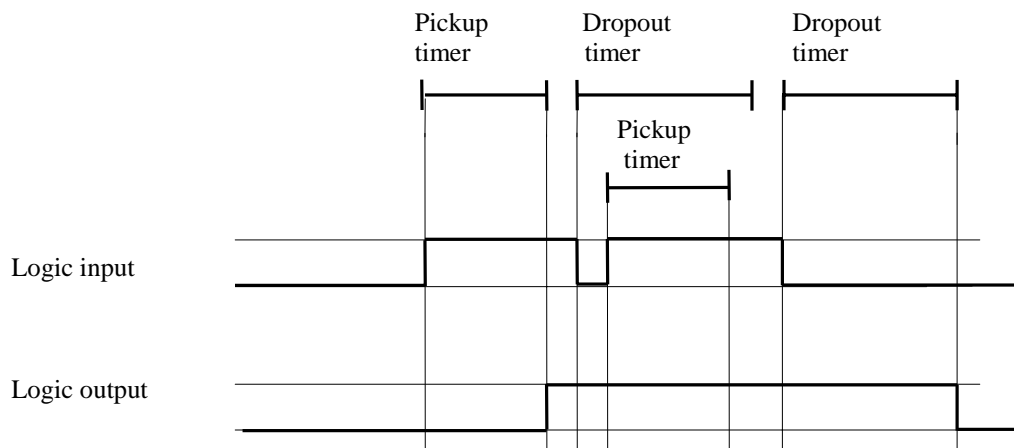 Pickup
timer
Dropout
timer
Dropout
timer
Pickup
timer
Logic input
Logic output